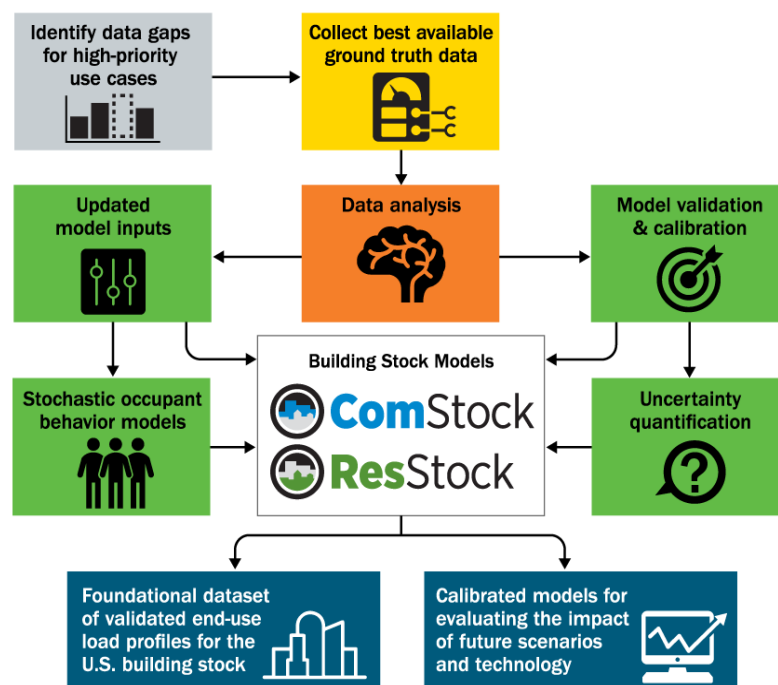 Identify data gaps
for high-priority
use cases
Collect best available
ground truth data
Updated
model inputs
Data analysis
Model validation
& calibration
Building Stock Models
ComStock
ResStock
Stochastic occupant
behavior models
Uncertainty
quantification
?
Foundational dataset
of validated end-use
load profiles for the
U.S. building stock
Calibrated models for
evaluating the impact
of future scenarios
and technology